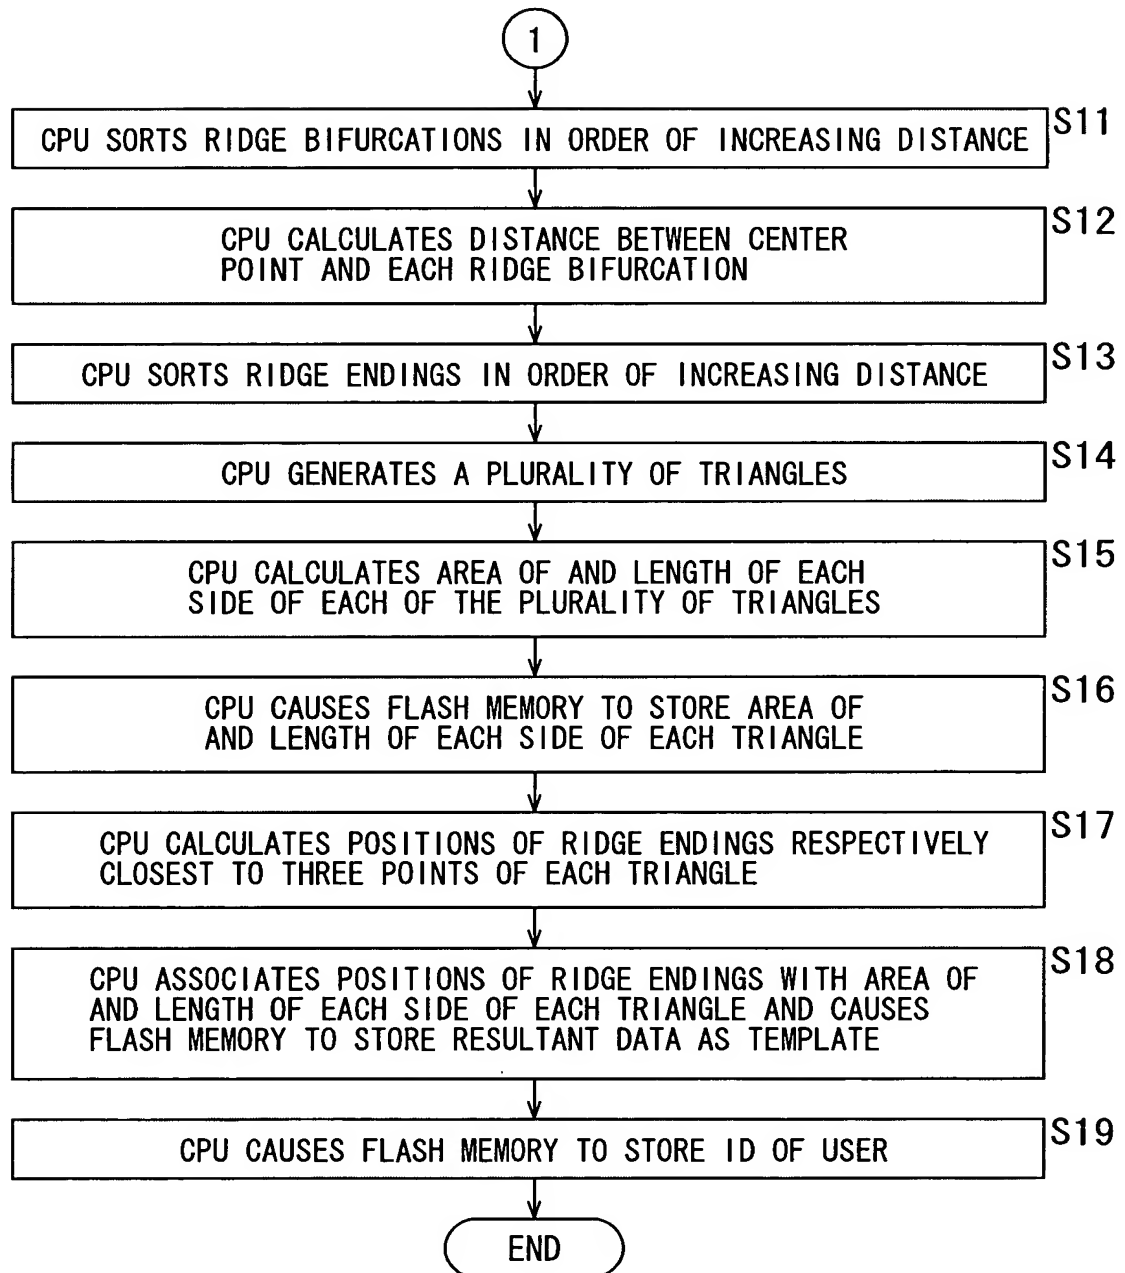 1
CPU SORTS RIDGE BIFURCATIONS IN ORDER OF INCREASING DISTANCE
S11
CPU CALCULATES DISTANCE BETWEEN CENTER
POINT AND EACH RIDGE BIFURCATION
S12
CPU SORTS RIDGE ENDINGS IN ORDER OF INCREASING DISTANCE
S13
CPU GENERATES A PLURALITY OF TRIANGLES
S14
CPU CALCULATES AREA OF AND LENGTH OF EACH
SIDE OF EACH OF THE PLURALITY OF TRIANGLES
S15
CPU CAUSES FLASH MEMORY TO STORE AREA OF
AND LENGTH OF EACH SIDE OF EACH TRIANGLE
S16
CPU CALCULATES POSITIONS OF RIDGE ENDINGS RESPECTIVELY
CLOSEST TO THREE POINTS OF EACH TRIANGLE
S17
CPU ASSOCIATES POSITIONS OF RIDGE ENDINGS WITH AREA OF
AND LENGTH OF EACH SIDE OF EACH TRIANGLE AND CAUSES
FLASH MEMORY TO STORE RESULTANT DATA AS TEMPLATE
S18
CPU CAUSES FLASH MEMORY TO STORE ID OF USER
S19
END